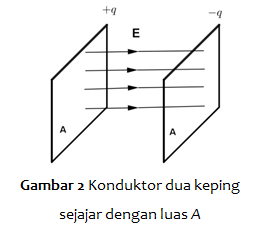 +q
−q
E
A
A
Gambar 2 Konduktor dua keping
sejajar dengan luas A